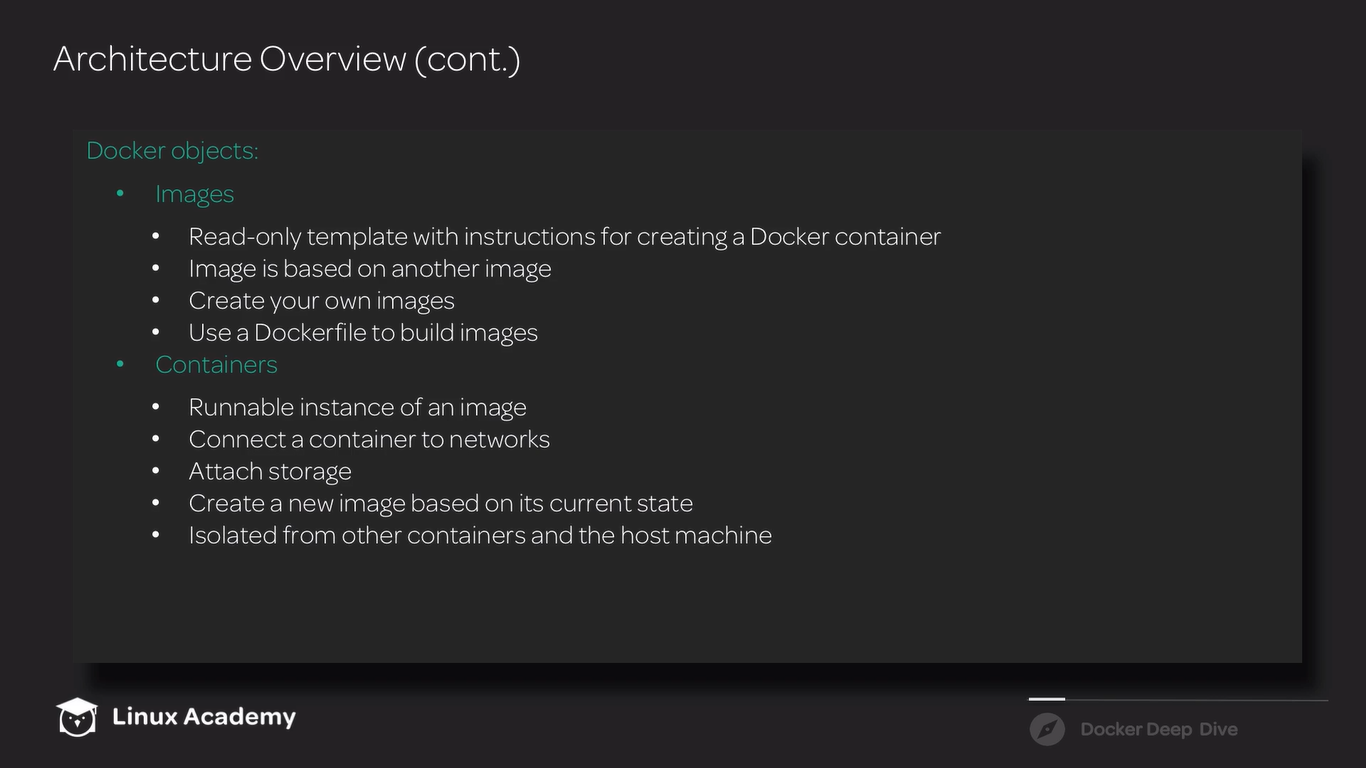 Architecture Overview (cont.)
Docker objects:
• Images
• Read-only template with instructions for creating a Docker container
• Image is based on another image
• Create your own images
• Use a Dockerfile to build images
• Containers
• Runnable instance of an image
• Connect a container to networks
• Attach storage
• Create a new image based on its current state
• Isolated from other containers and the host machine
Linux Academy
Docker Deep Dive